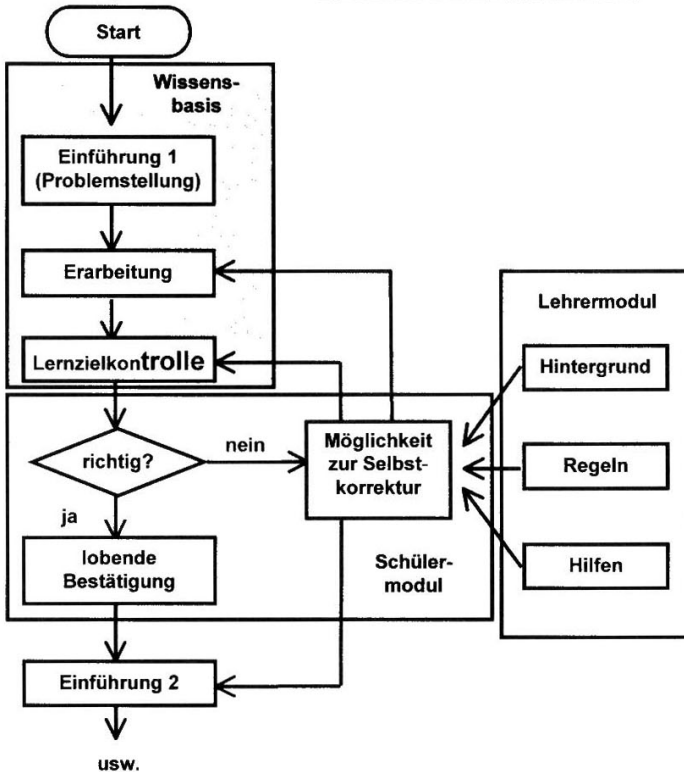 Start
Wissens-
basis
Einführung 1
(Problemstellung)
Erarbeitung
Lernzielkontrolle
richtig?
nein
ja
lobende
Bestätigung
Möglichkeit
zur Selbst-
korrektur
Schüler-
modul
Lehrermodul
Hintergrund
Regeln
Hilfen
Einführung 2
usw.